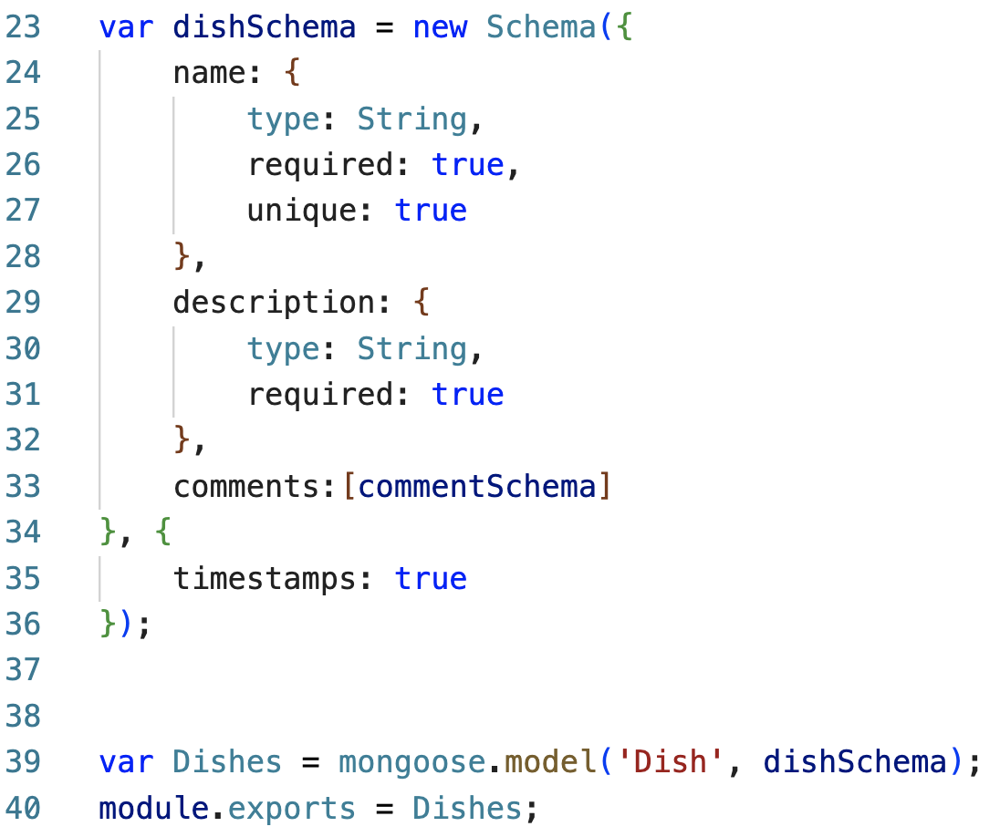 23 var dishSchema = new Schema({
24 name: {
25 type: String,
26 required: true,
27 unique: true
28 },
29 description: {
30 type: String,
31 required: true
32 },
33 comments:[commentSchema]
34 }, {
35 timestamps: true
36 });
37
38
39 var Dishes = mongoose.model('Dish', dishSchema);
40 module.exports = Dishes;